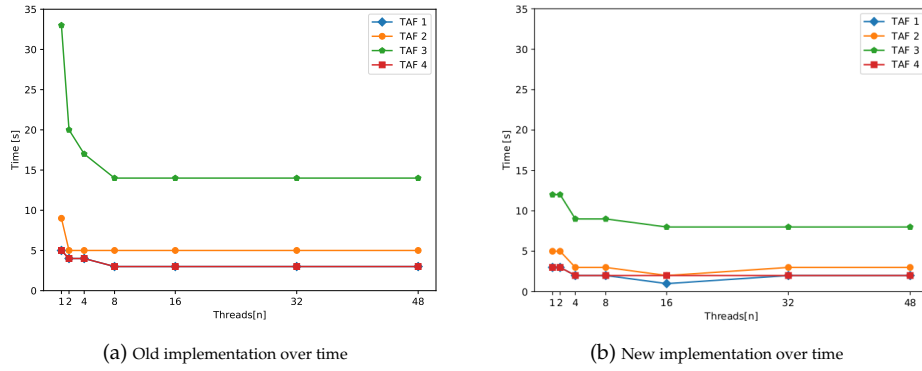 35
30
25
20
15
10
5
0
Time [s]
1 2 4 8 16 32 48
Threads[n]
TAF 1
TAF 2
TAF 3
TAF 4
(a) Old implementation over time
35
30
25
20
15
10
5
0
Time [s]
1 2 4 8 16 32 48
Threads[n]
TAF 1
TAF 2
TAF 3
TAF 4
(b) New implementation over time